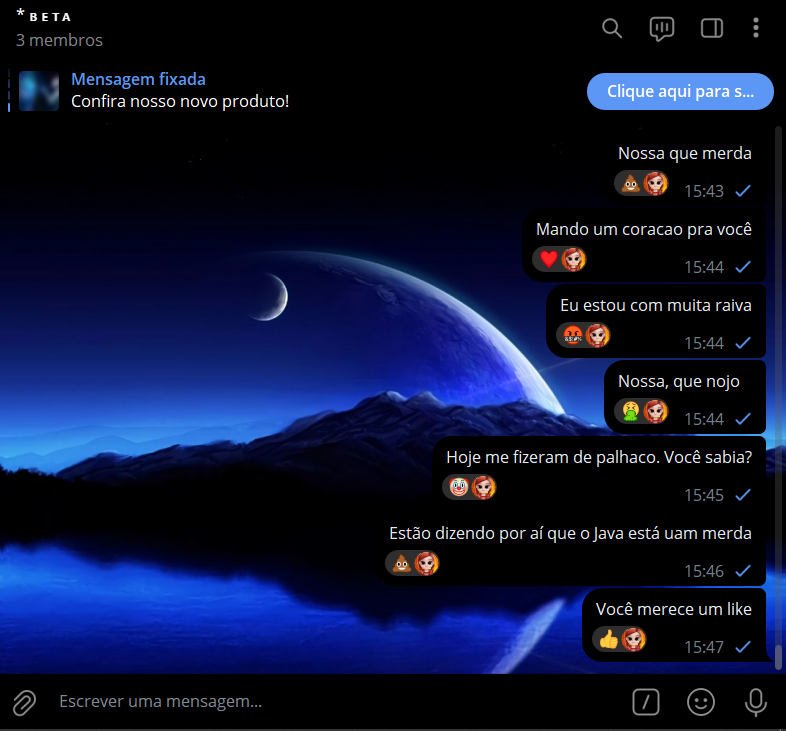 * BETA
3 membros
Mensagem fixada
Confira nosso novo produto!
Clique aqui para s...
Nossa que merda
15:43
Mando um coracao pra você
15:44
Eu estou com muita raiva
15:44
Nossa, que nojo
15:44
Hoje me fizeram de palhaco. Você sabia?
15:45
Estão dizendo por aí que o Java está uam merda
15:46
Você merece um like
15:47
Escrever uma mensagem...